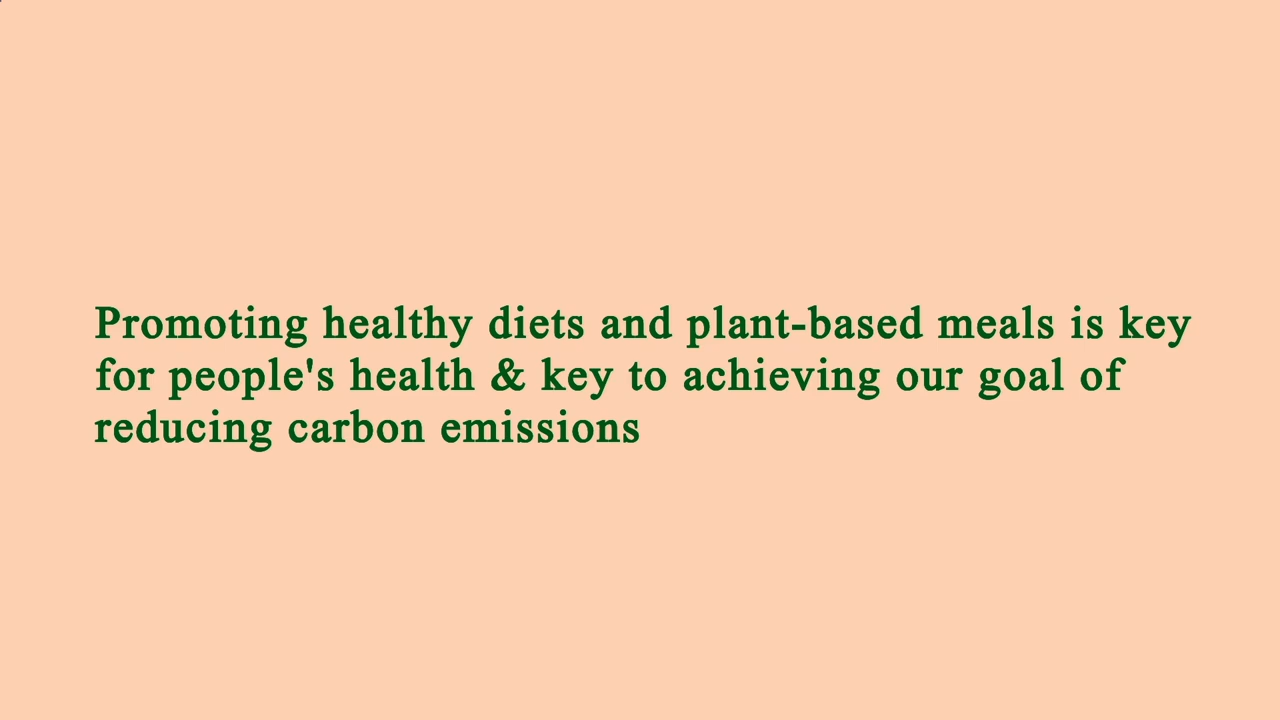 Promoting healthy diets and plant-based meals is key
for people's health & key to achieving our goal of
reducing carbon emissions